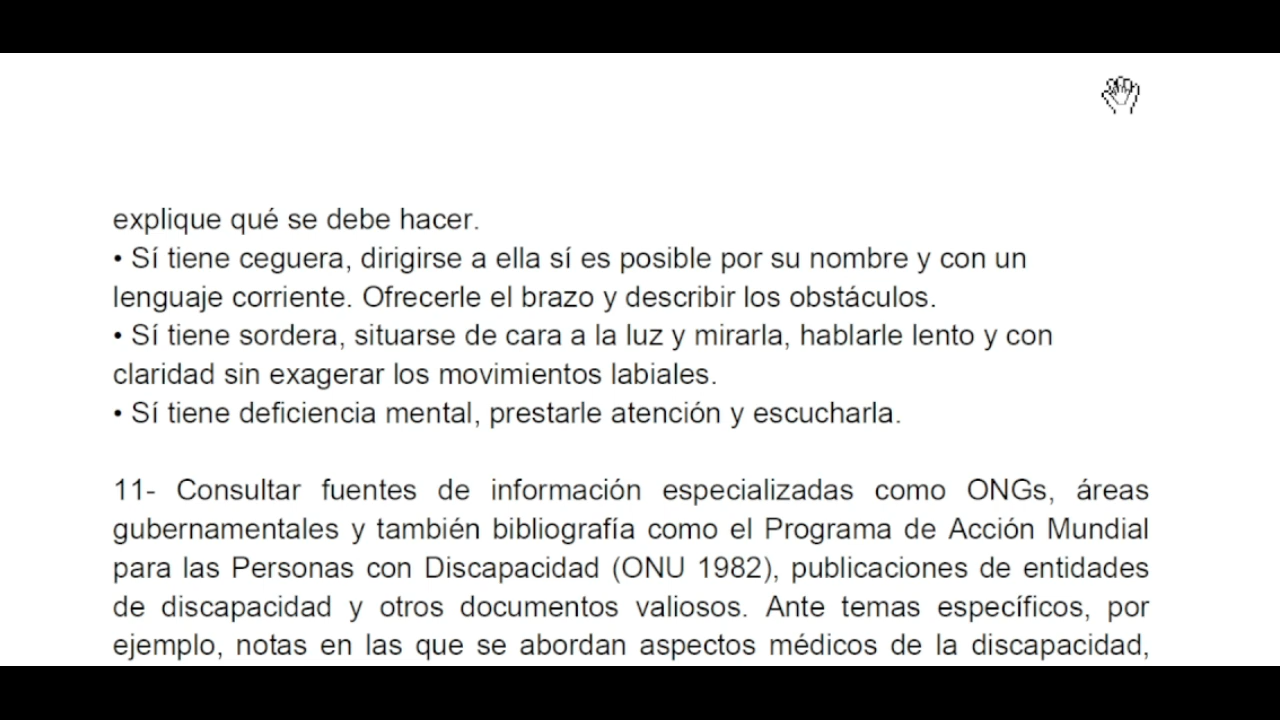 explique qué se debe hacer.
• Sí tiene ceguera, dirigirse a ella sí es posible por su nombre y con un
lenguaje corriente. Ofrecerle el brazo y describir los obstáculos.
• Sí tiene sordera, situarse de cara a la luz y mirarla, hablarle lento y con
claridad sin exagerar los movimientos labiales.
• Sí tiene deficiencia mental, prestarle atención y escucharla.
11- Consultar fuentes de información especializadas como ONGs, áreas
gubernamentales y también bibliografía como el Programa de Acción Mundial
para las Personas con Discapacidad (ONU 1982), publicaciones de entidades
de discapacidad y otros documentos valiosos. Ante temas específicos, por
ejemplo, notas en las que se abordan aspectos médicos de la discapacidad,